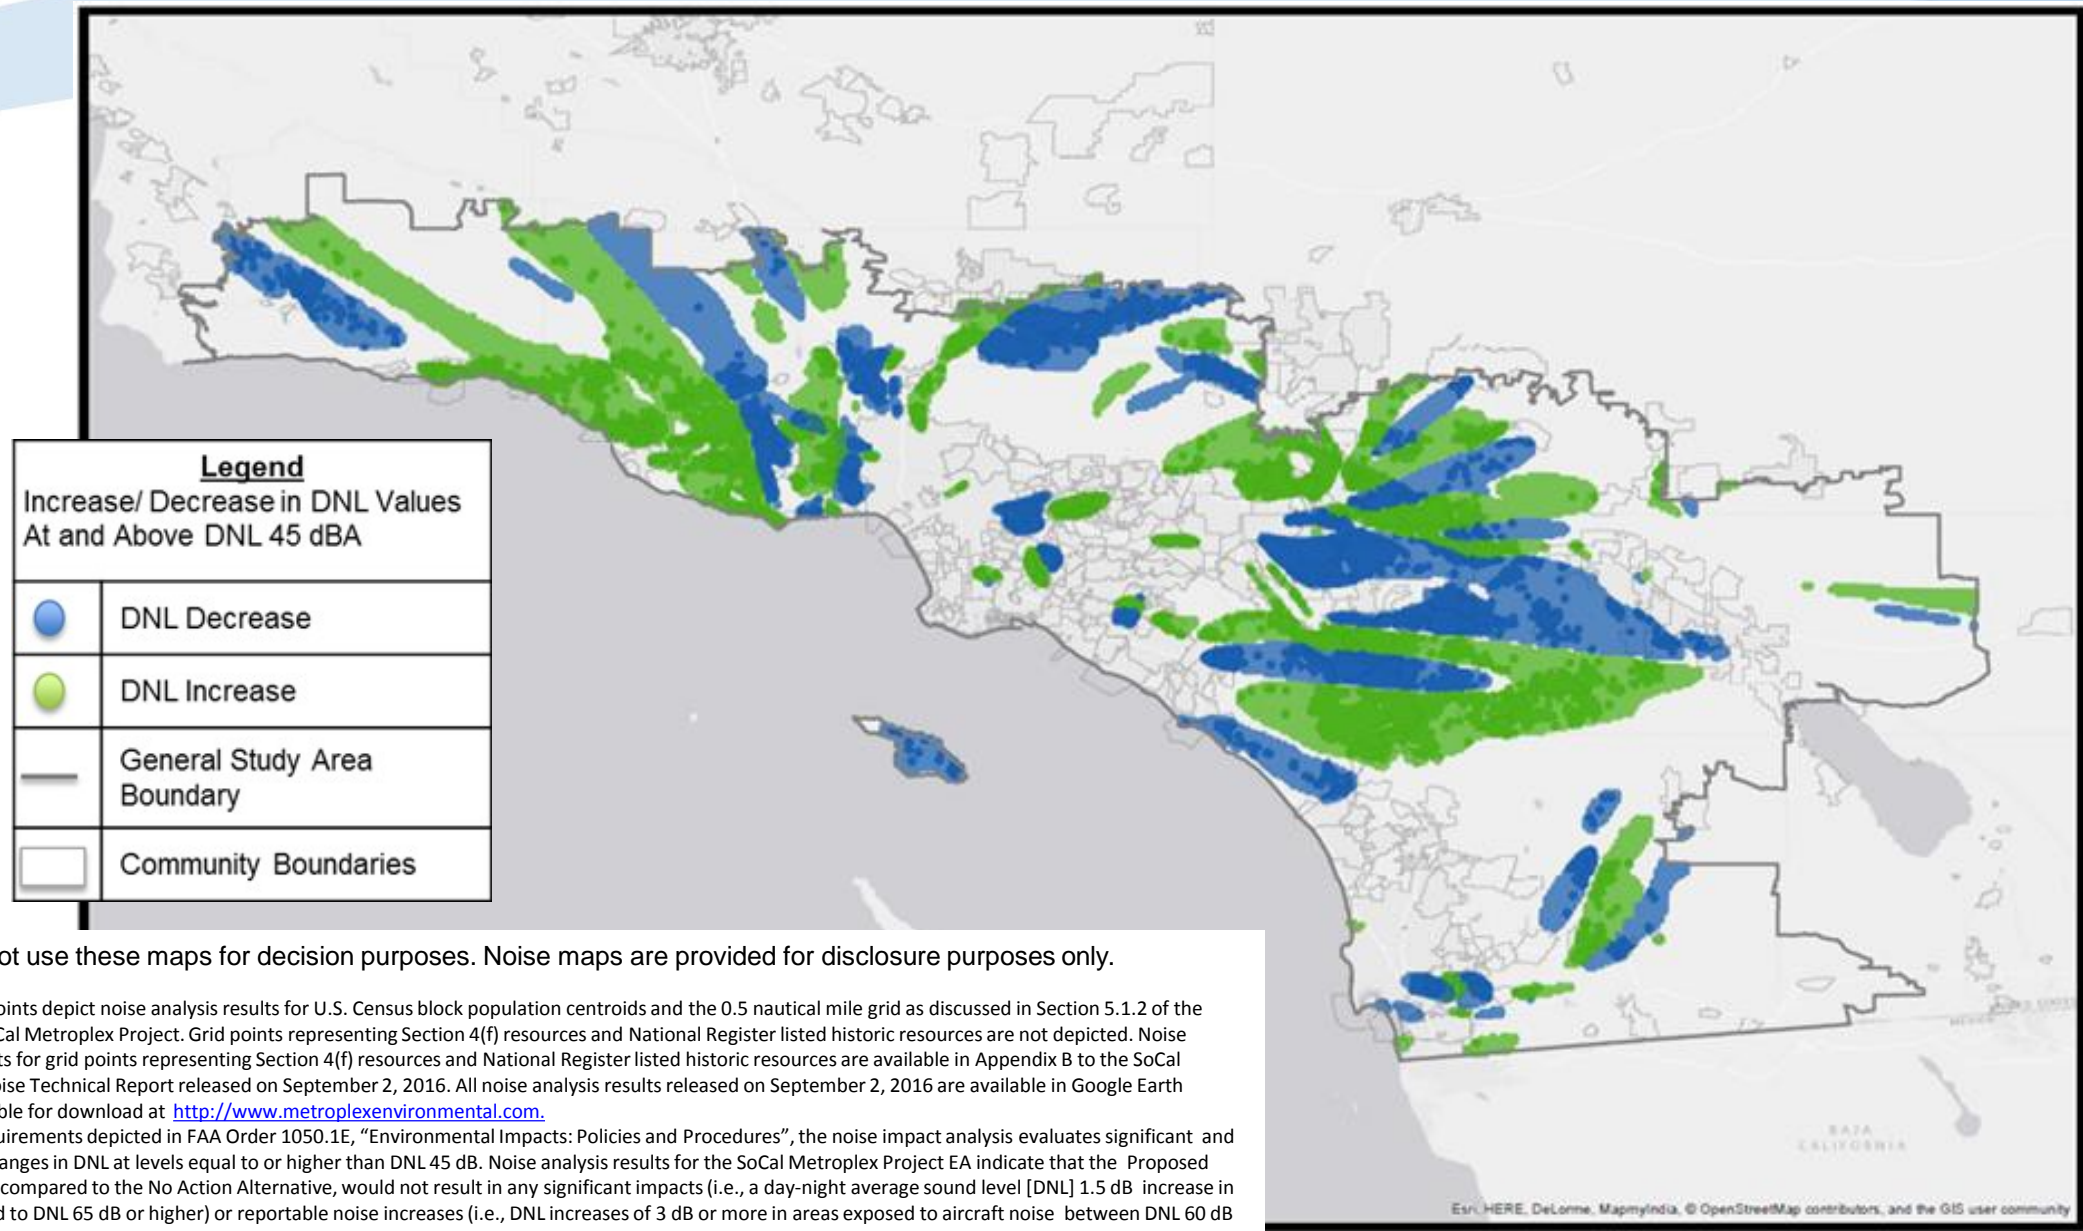 Legend
Increase/ Decrease in DNL Values
At and Above DNL 45 dBA
DNL Decrease
DNL Increase
General Study Area
Boundary
Community Boundaries
ot use these maps for decision purposes. Noise maps are provided for disclosure purposes only.
oints depict noise analysis results for U.S. Census block population centroids and the 0.5 nautical mile grid as discussed in Section 5.1.2 of the
Cal Metroplex Project. Grid points representing Section 4(f) resources and National Register listed historic resources are not depicted. Noise
ts for grid points representing Section 4(f) resources and National Register listed historic resources are available in Appendix B to the SoCal
oise Technical Report released on September 2, 2016. All noise analysis results released on September 2, 2016 are available in Google Earth
ble for download at http://www.metroplexenvironmental.com.
uirements depicted in FAA Order 1050.1E, “Environmental Impacts: Policies and Procedures”, the noise impact analysis evaluates significant and
anges in DNL at levels equal to or higher than DNL 45 dB. Noise analysis results for the SoCal Metroplex Project EA indicate that the Proposed
compared to the No Action Alternative, would not result in any significant impacts (i.e., a day-night average sound level [DNL] 1.5 dB increase in
d to DNL 65 dB or higher) or reportable noise increases (i.e., DNL increases of 3 dB or more in areas exposed to aircraft noise between DNL 60 dB
BAJA
CALIFORNIA
Esri, HERE, DeLorme, MapmyIndia, © OpenStreetMap contributors, and the GIS user community